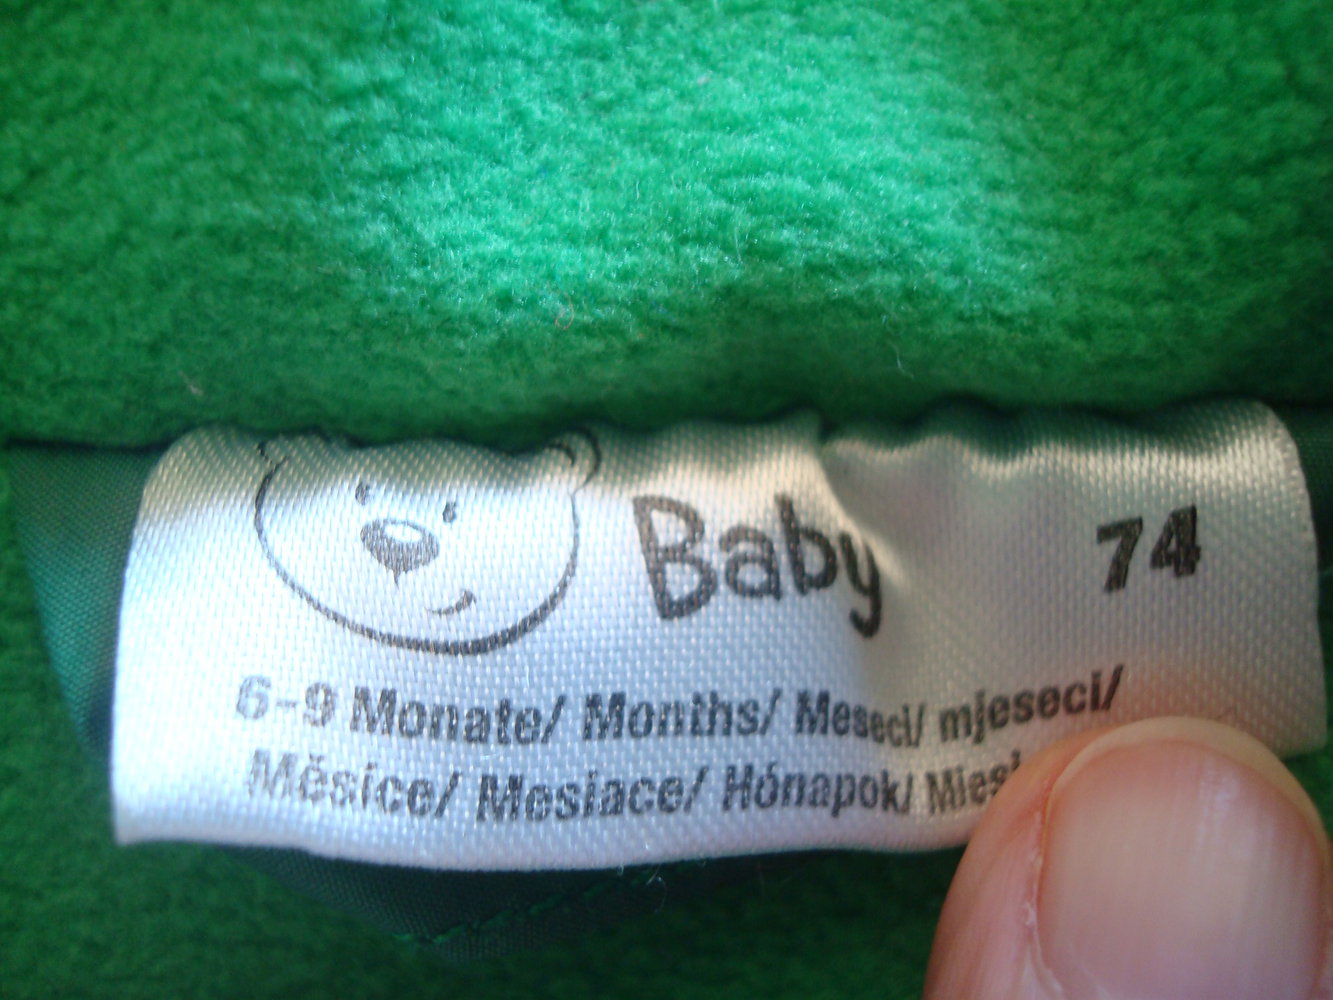 Baby 74
6-9 Monate/ Months/ Meseci/ mjeseci/
Měsíce/ Mesiace/ Hónapok/